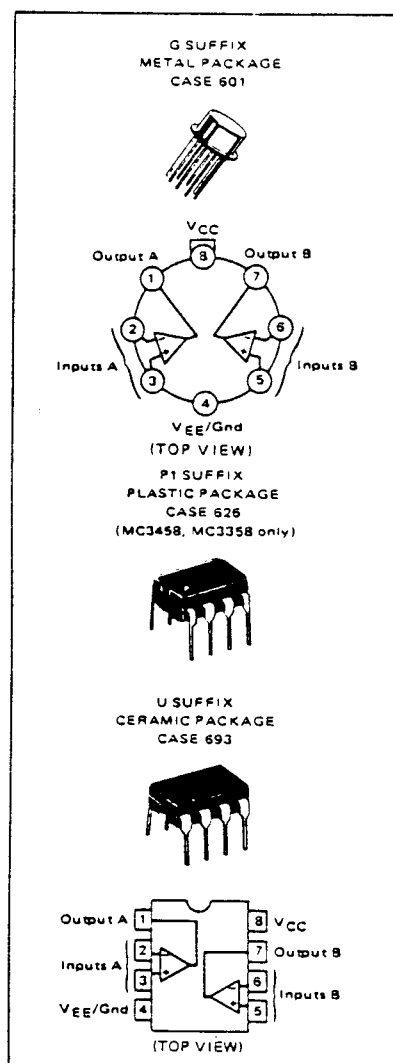 G SUFFIX
METAL PACKAGE
CASE 601
VCC
Output A 8 Output B
1 7
2 - - 6
+ +
Inputs A 3 5 Inputs B
4
VEE/Gnd
(TOP VIEW)
P1 SUFFIX
PLASTIC PACKAGE
CASE 626
(MC3458, MC3358 only)
U SUFFIX
CERAMIC PACKAGE
CASE 693
Output A 1 8 VCC
2 - 7 Output B
Inputs A + - 6
3 + Inputs B
VEE/Gnd 4 5
(TOP VIEW)